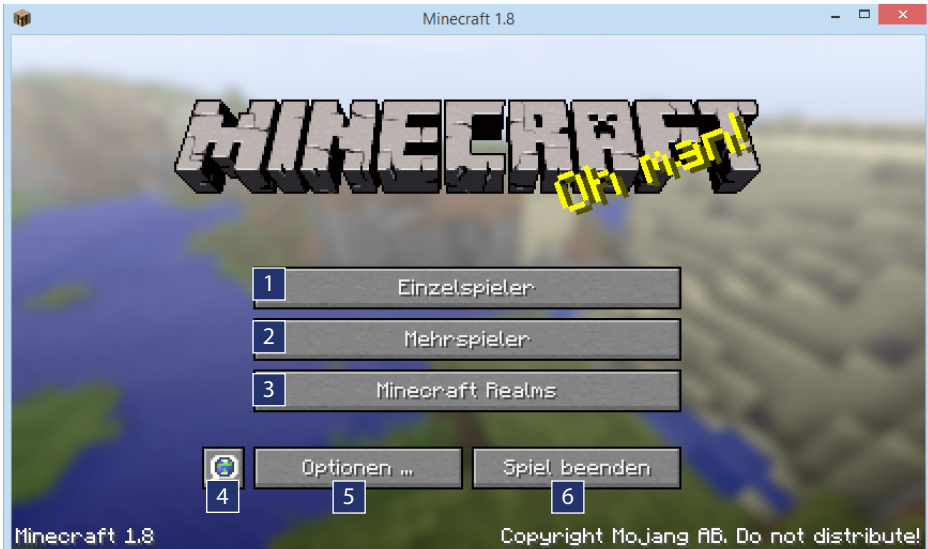 Minecraft 1.8
MINECRAFT
Oh man!
1 Einzelspieler
2 Mehrspieler
3 Minecraft Realms
Optionen ... Spiel beenden
4 5 6
Minecraft 1.8 Copyright Mojang AB. Do not distribute!